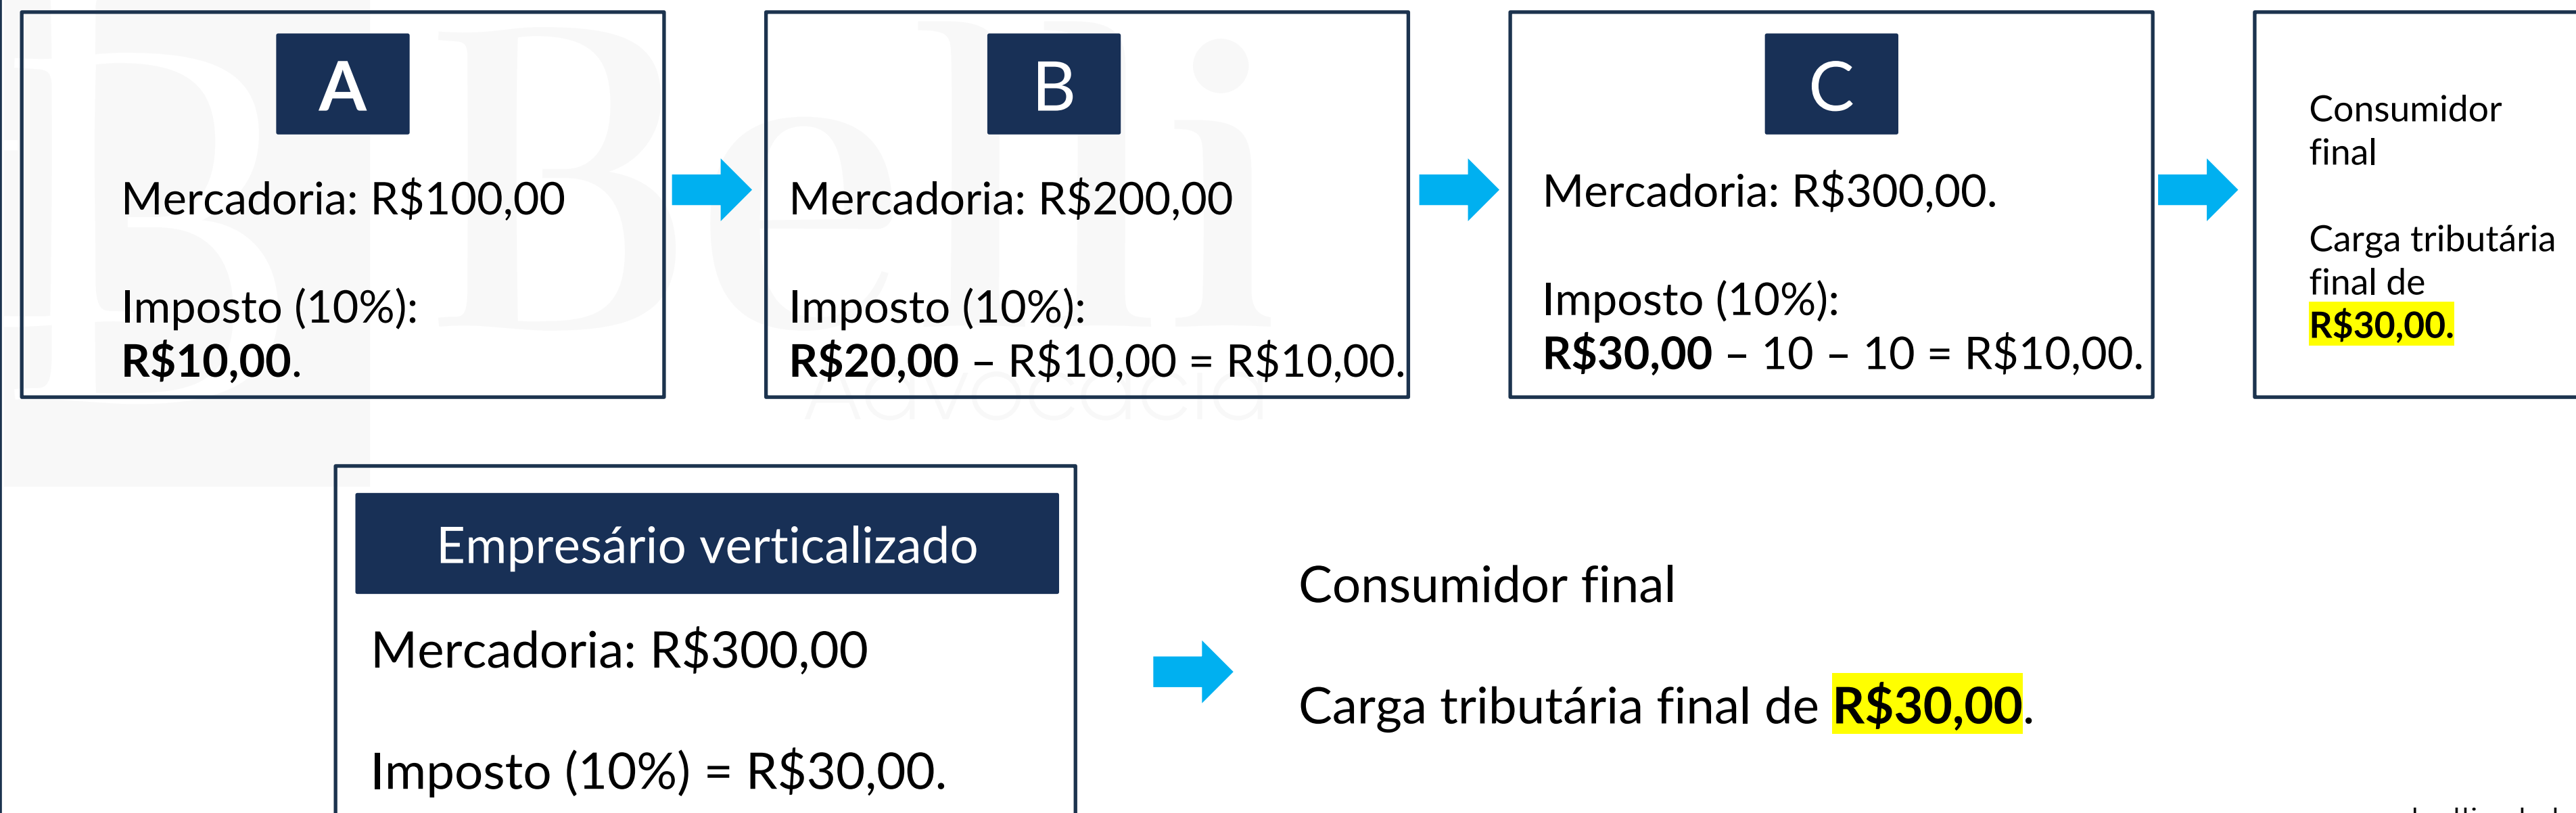 A
Mercadoria: R$100,00
Imposto (10%):
R$10,00.
B
Mercadoria: R$200,00
Imposto (10%):
R$20,00 – R$10,00 = R$10,00.
C
Mercadoria: R$300,00.
Imposto (10%):
R$30,00 – 10 – 10 = R$10,00.
Consumidor
final
Carga tributária
final de
R$30,00.
Belli
Advocacia
Empresário verticalizado
Mercadoria: R$300,00
Imposto (10%) = R$30,00.
Consumidor final
Carga tributária final de R$30,00.